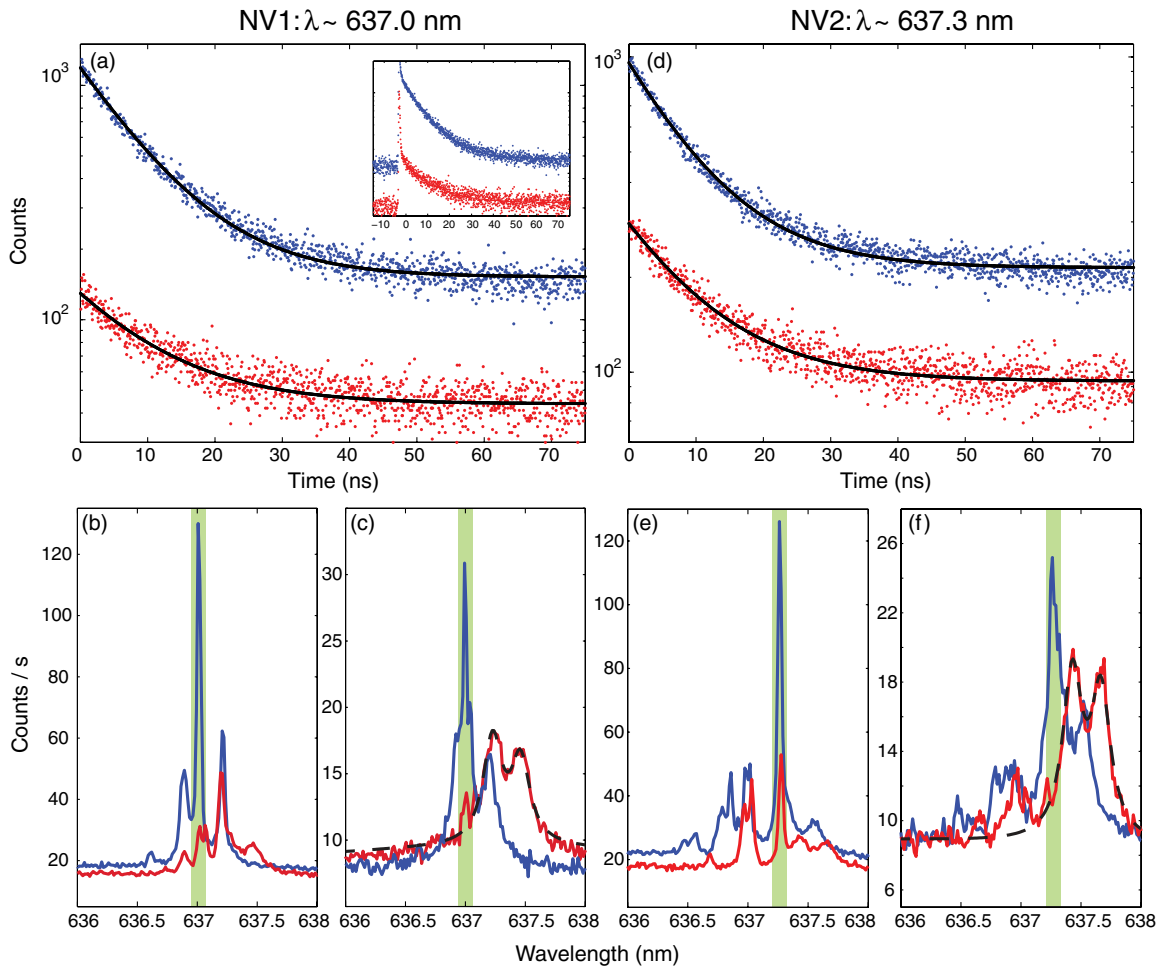 NV1: λ~ 637.0 nm
NV2: λ~ 637.3 nm
(a)
10³
10²
Counts
0 10 20 30 40 50 60 70
Time (ns)
−10 0 10 20 30 40 50 60 70
(d)
10³
10²
0 10 20 30 40 50 60 70
Time (ns)
(b)
120
100
80
60
40
20
636 636.5 637 637.5 638
Counts / s
(c)
30
25
20
15
10
636 636.5 637 637.5 638
(e)
120
100
80
60
40
20
636 636.5 637 637.5 638
(f)
26
22
18
14
10
6
636 636.5 637 637.5 638
Wavelength (nm)